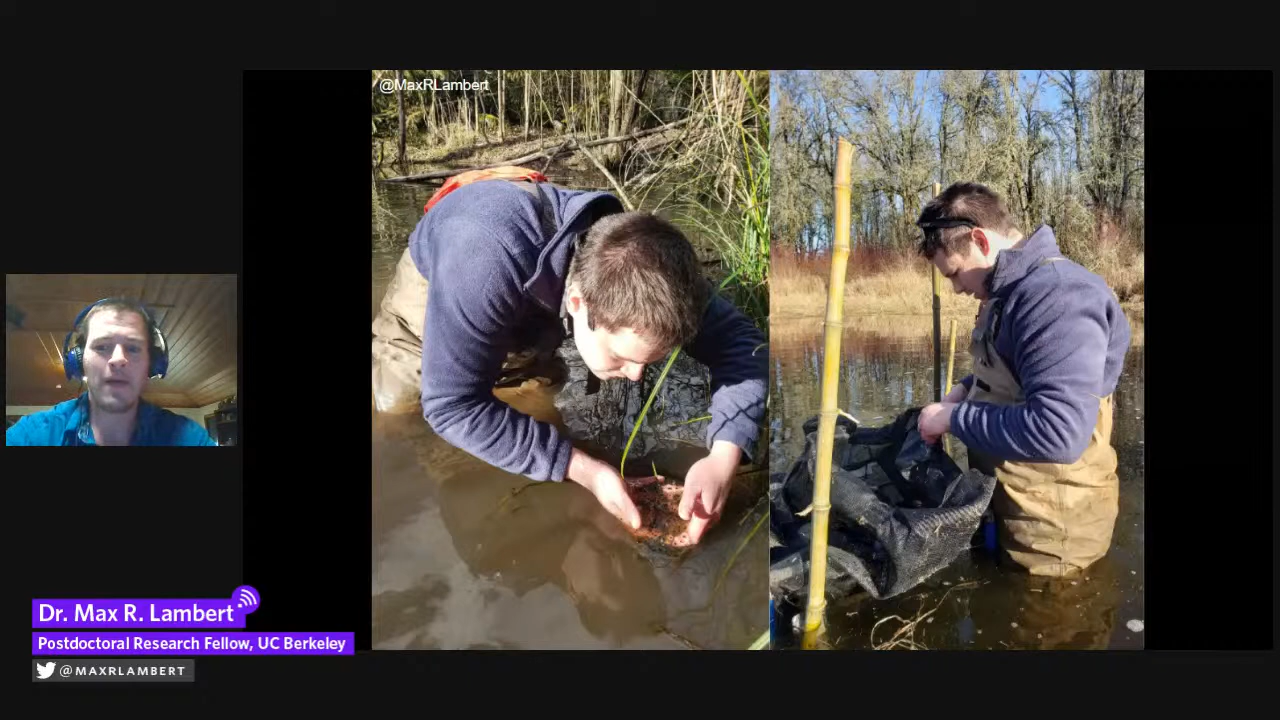 @MaxRLambert
Dr. Max R. Lambert
Postdoctoral Research Fellow, UC Berkeley
@MAXRLAMBERT